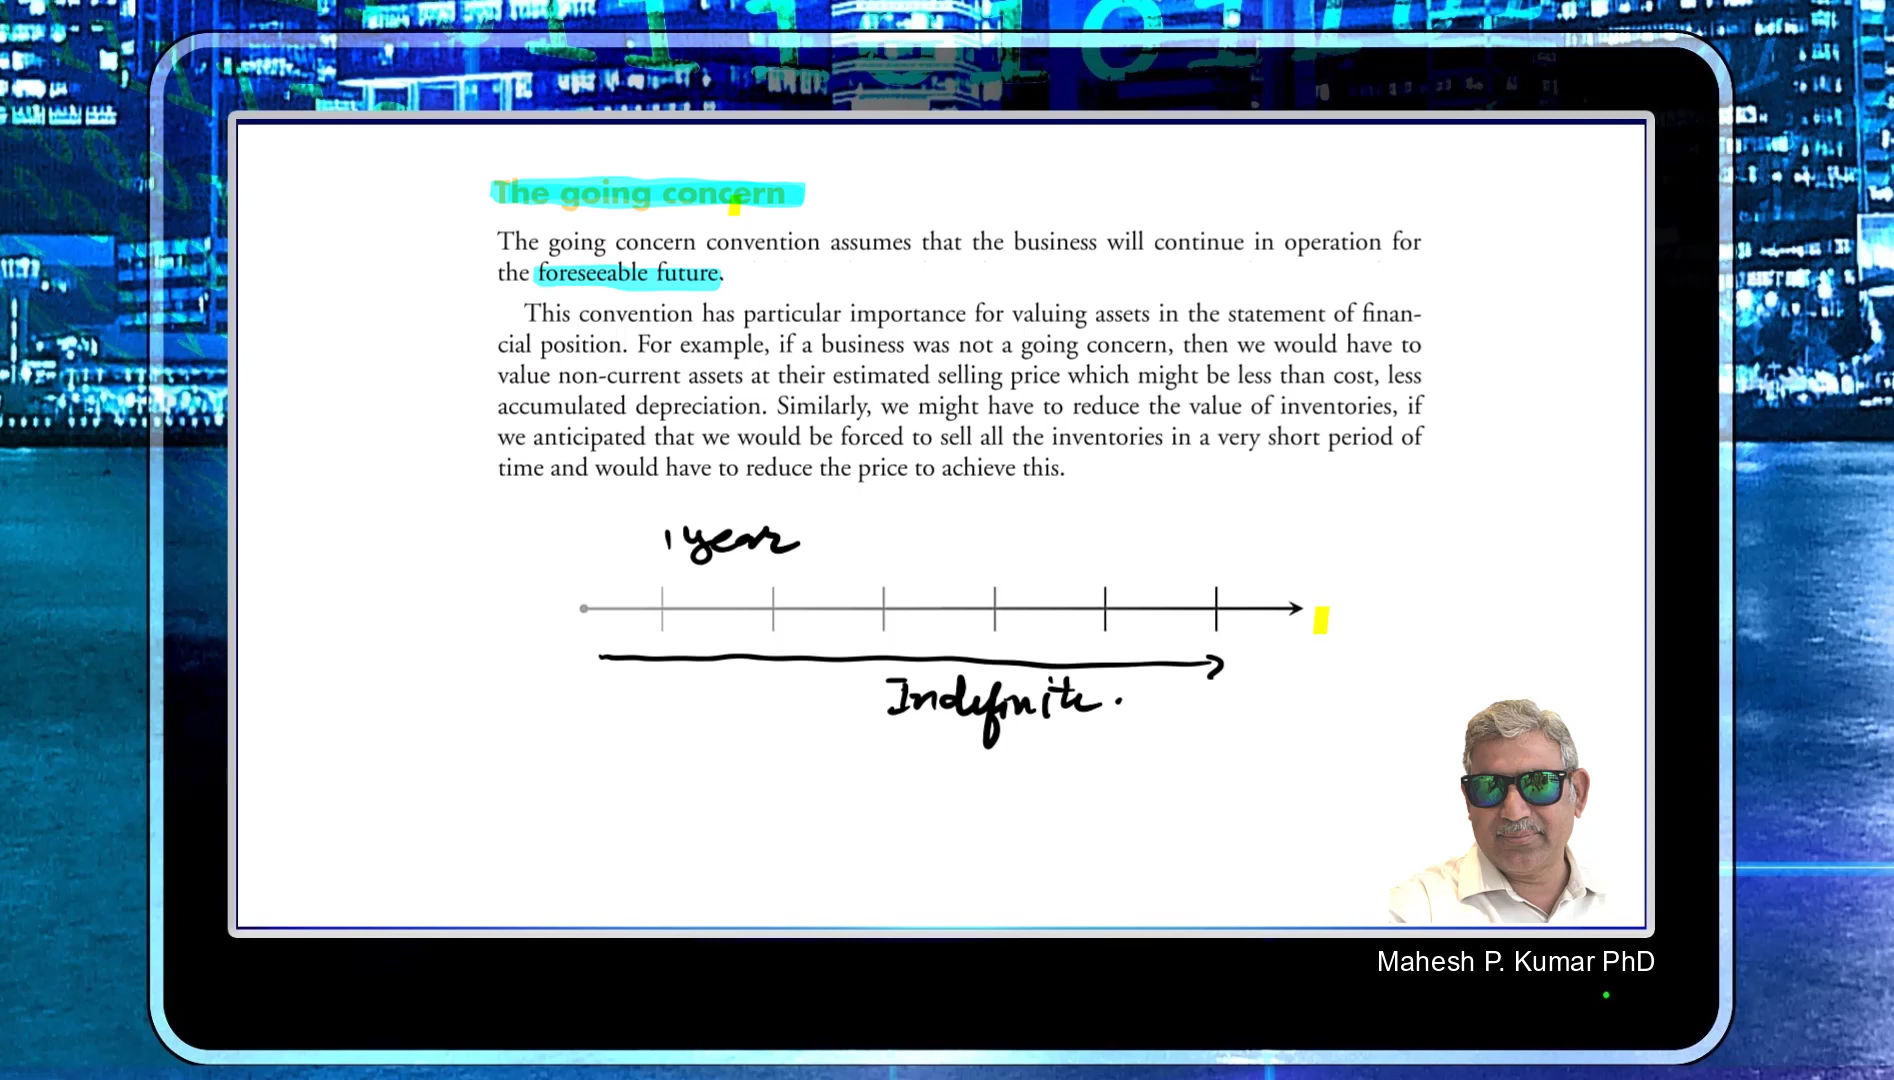 The going concern
The going concern convention assumes that the business will continue in operation for
the foreseeable future.
This convention has particular importance for valuing assets in the statement of finan-
cial position. For example, if a business was not a going concern, then we would have to
value non-current assets at their estimated selling price which might be less than cost, less
accumulated depreciation. Similarly, we might have to reduce the value of inventories, if
we anticipated that we would be forced to sell all the inventories in a very short period of
time and would have to reduce the price to achieve this.
1 year
Indefinite.
Mahesh P. Kumar PhD